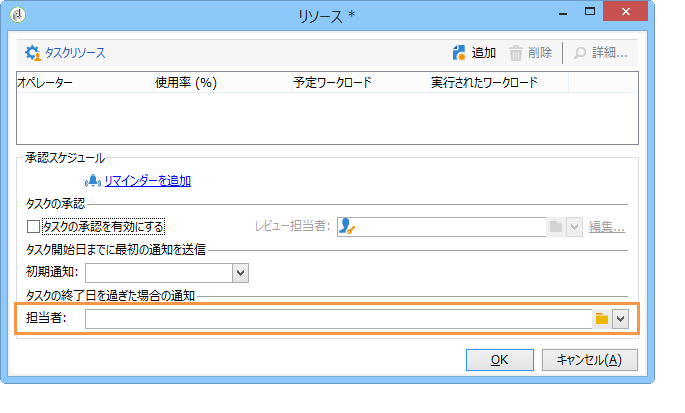 リソース *
タスクリソース 追加 削除 詳細...
オペレーター 使用率 (%) 予定ワークロード 実行されたワークロード
承認スケジュール
リマインダーを追加
タスクの承認
タスクの承認を有効にする レビュー担当者: 編集...
タスク開始日までに最初の通知を送信
初期通知:
タスクの終了日を過ぎた場合の通知
担当者:
OK キャンセル(A)